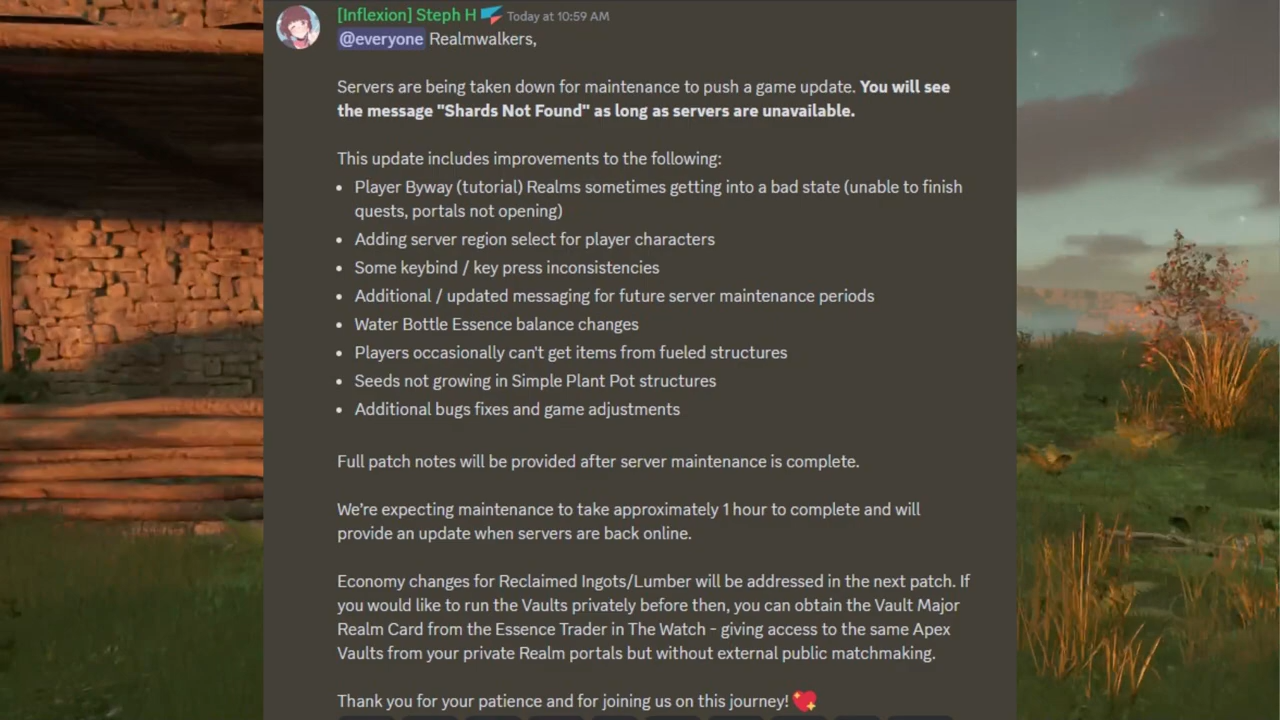 [Inflexion] Steph H Today at 10:59 AM
@everyone Realmwalkers,
Servers are being taken down for maintenance to push a game update. You will see
the message "Shards Not Found" as long as servers are unavailable.
This update includes improvements to the following:
• Player Byway (tutorial) Realms sometimes getting into a bad state (unable to finish
quests, portals not opening)
• Adding server region select for player characters
• Some keybind / key press inconsistencies
• Additional / updated messaging for future server maintenance periods
• Water Bottle Essence balance changes
• Players occasionally can't get items from fueled structures
• Seeds not growing in Simple Plant Pot structures
• Additional bugs fixes and game adjustments
Full patch notes will be provided after server maintenance is complete.
We're expecting maintenance to take approximately 1 hour to complete and will
provide an update when servers are back online.
Economy changes for Reclaimed Ingots/Lumber will be addressed in the next patch. If
you would like to run the Vaults privately before then, you can obtain the Vault Major
Realm Card from the Essence Trader in The Watch - giving access to the same Apex
Vaults from your private Realm portals but without external public matchmaking.
Thank you for your patience and for joining us on this journey! 💖